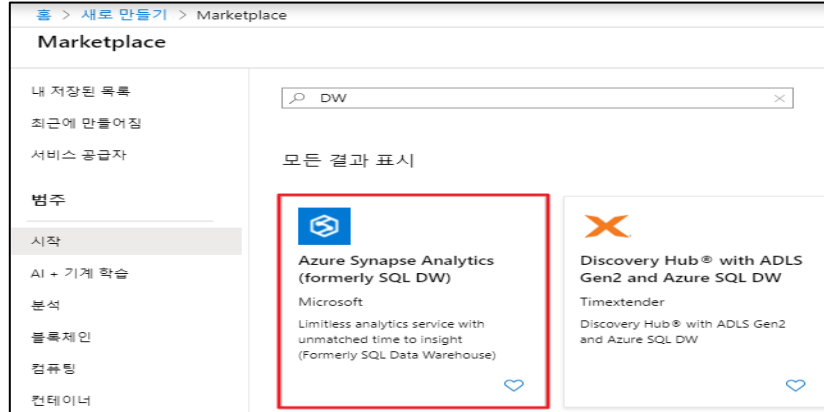 홈 > 새로 만들기 > Marketplace
Marketplace
내 저장된 목록
최근에 만들어짐
서비스 공급자
범주
시작
AI + 기계 학습
분석
블록체인
컴퓨팅
컨테이너
DW
모든 결과 표시
Azure Synapse Analytics
(formerly SQL DW)
Microsoft
Limitless analytics service with
unmatched time to insight
(Formerly SQL Data Warehouse)
Discovery Hub® with ADLS
Gen2 and Azure SQL DW
Timextender
Discovery Hub® with ADLS Gen2
and Azure SQL DW